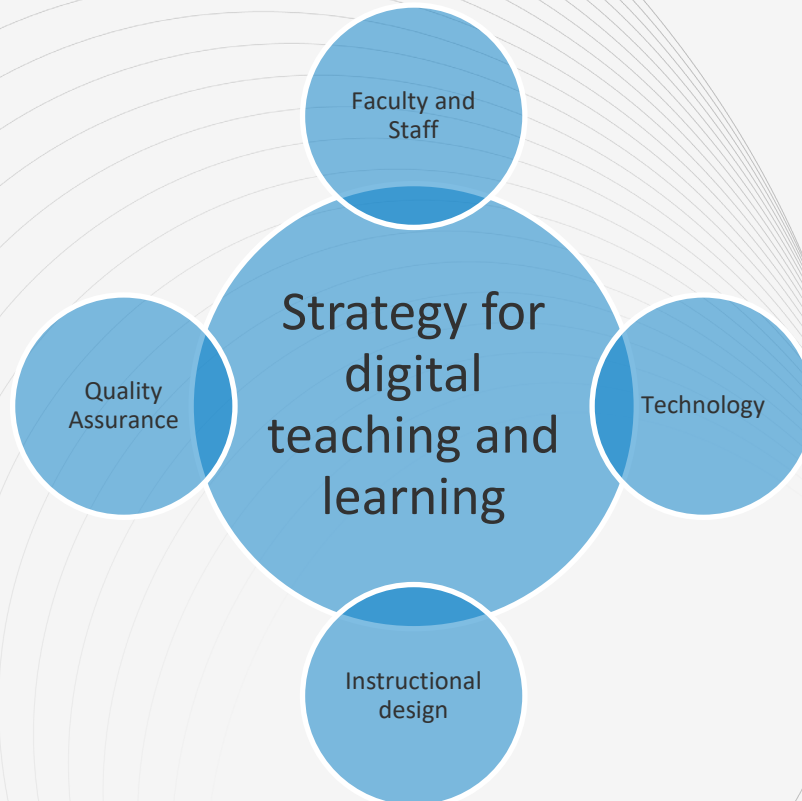 Faculty and
Staff
Strategy for
digital
teaching and
learning
Quality
Assurance
Technology
Instructional
design